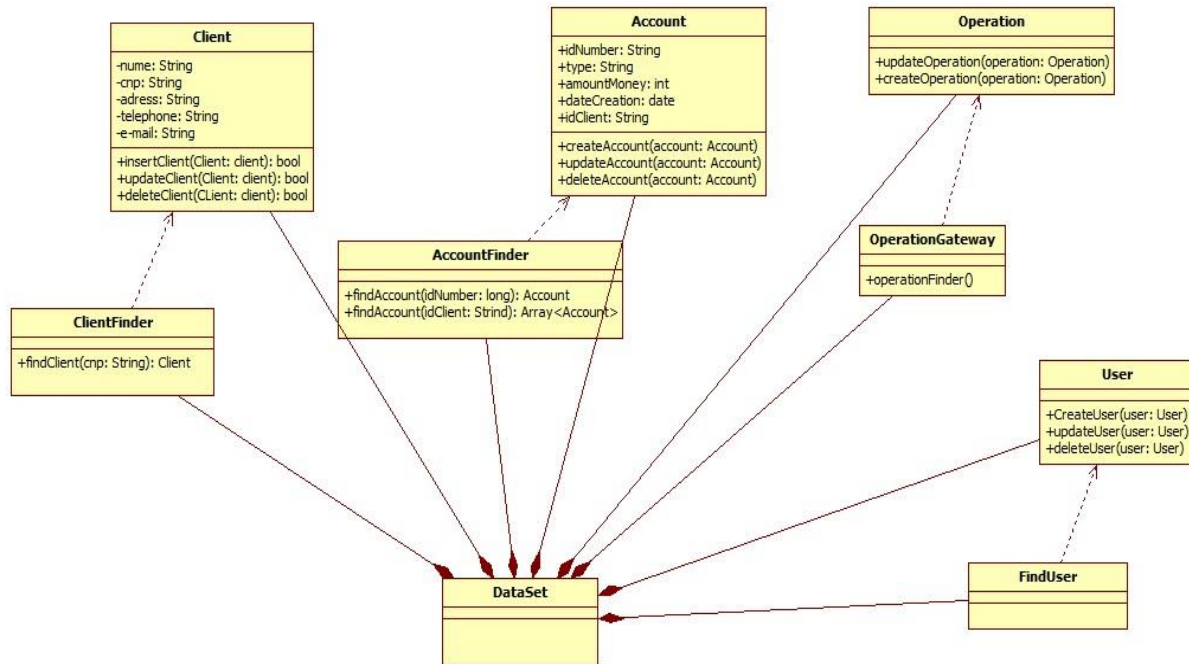 Client
-nume: String
-cnp: String
-adress: String
-telephone: String
-e-mail: String
+insertClient(Client: client): bool
+updateClient(Client: client): bool
+deleteClient(CLient: client): bool
Account
+idNumber: String
+type: String
+amountMoney: int
+dateCreation: date
+idClient: String
+createAccount(account: Account)
+updateAccount(account: Account)
+deleteAccount(account: Account)
Operation
+updateOperation(operation: Operation)
+createOperation(operation: Operation)
OperationGateway
+operationFinder()
AccountFinder
+findAccount(idNumber: long): Account
+findAccount(idClient: Strind): Array<Account>
ClientFinder
+findClient(cnp: String): Client
User
+CreateUser(user: User)
+updateUser(user: User)
+deleteUser(user: User)
FindUser
DataSet